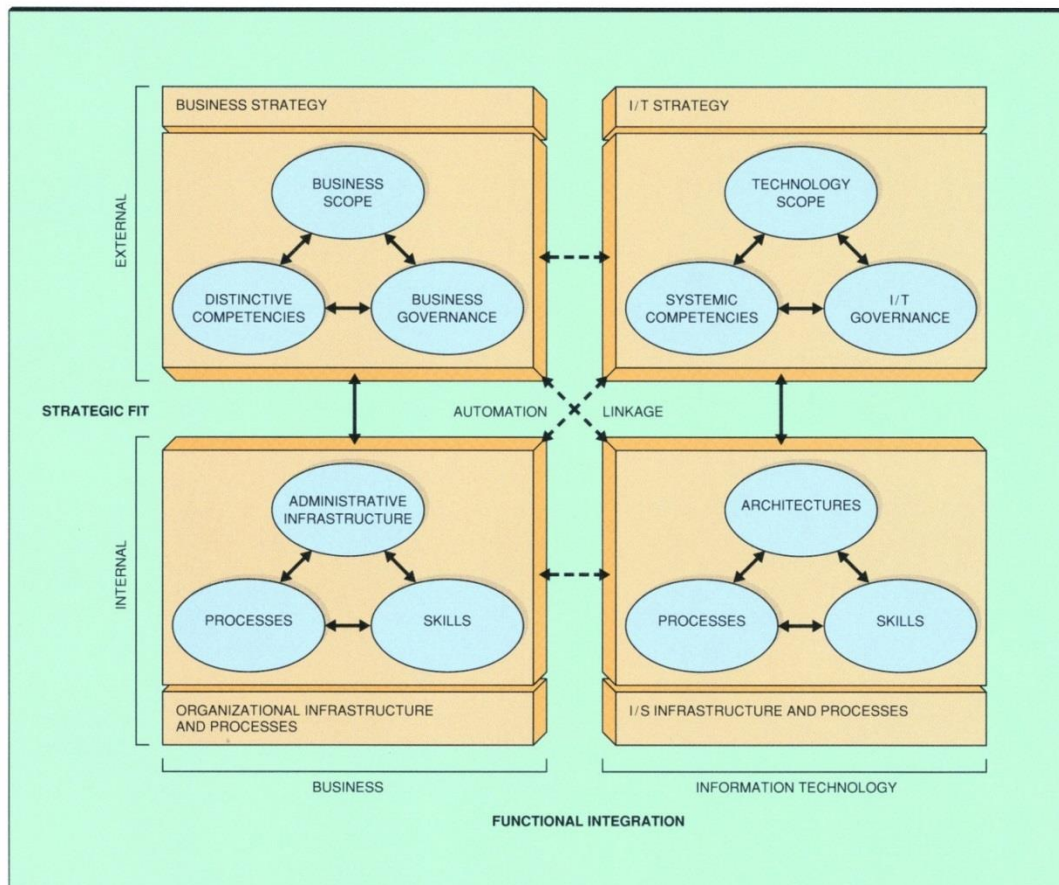 BUSINESS STRATEGY
I/T STRATEGY
EXTERNAL
BUSINESS
SCOPE
DISTINCTIVE
COMPETENCIES
BUSINESS
GOVERNANCE
TECHNOLOGY
SCOPE
SYSTEMIC
COMPETENCIES
I/T
GOVERNANCE
STRATEGIC FIT
AUTOMATION
LINKAGE
INTERNAL
ADMINISTRATIVE
INFRASTRUCTURE
PROCESSES
SKILLS
ARCHITECTURES
PROCESSES
SKILLS
ORGANIZATIONAL INFRASTRUCTURE
AND PROCESSES
I/S INFRASTRUCTURE AND PROCESSES
BUSINESS
INFORMATION TECHNOLOGY
FUNCTIONAL INTEGRATION